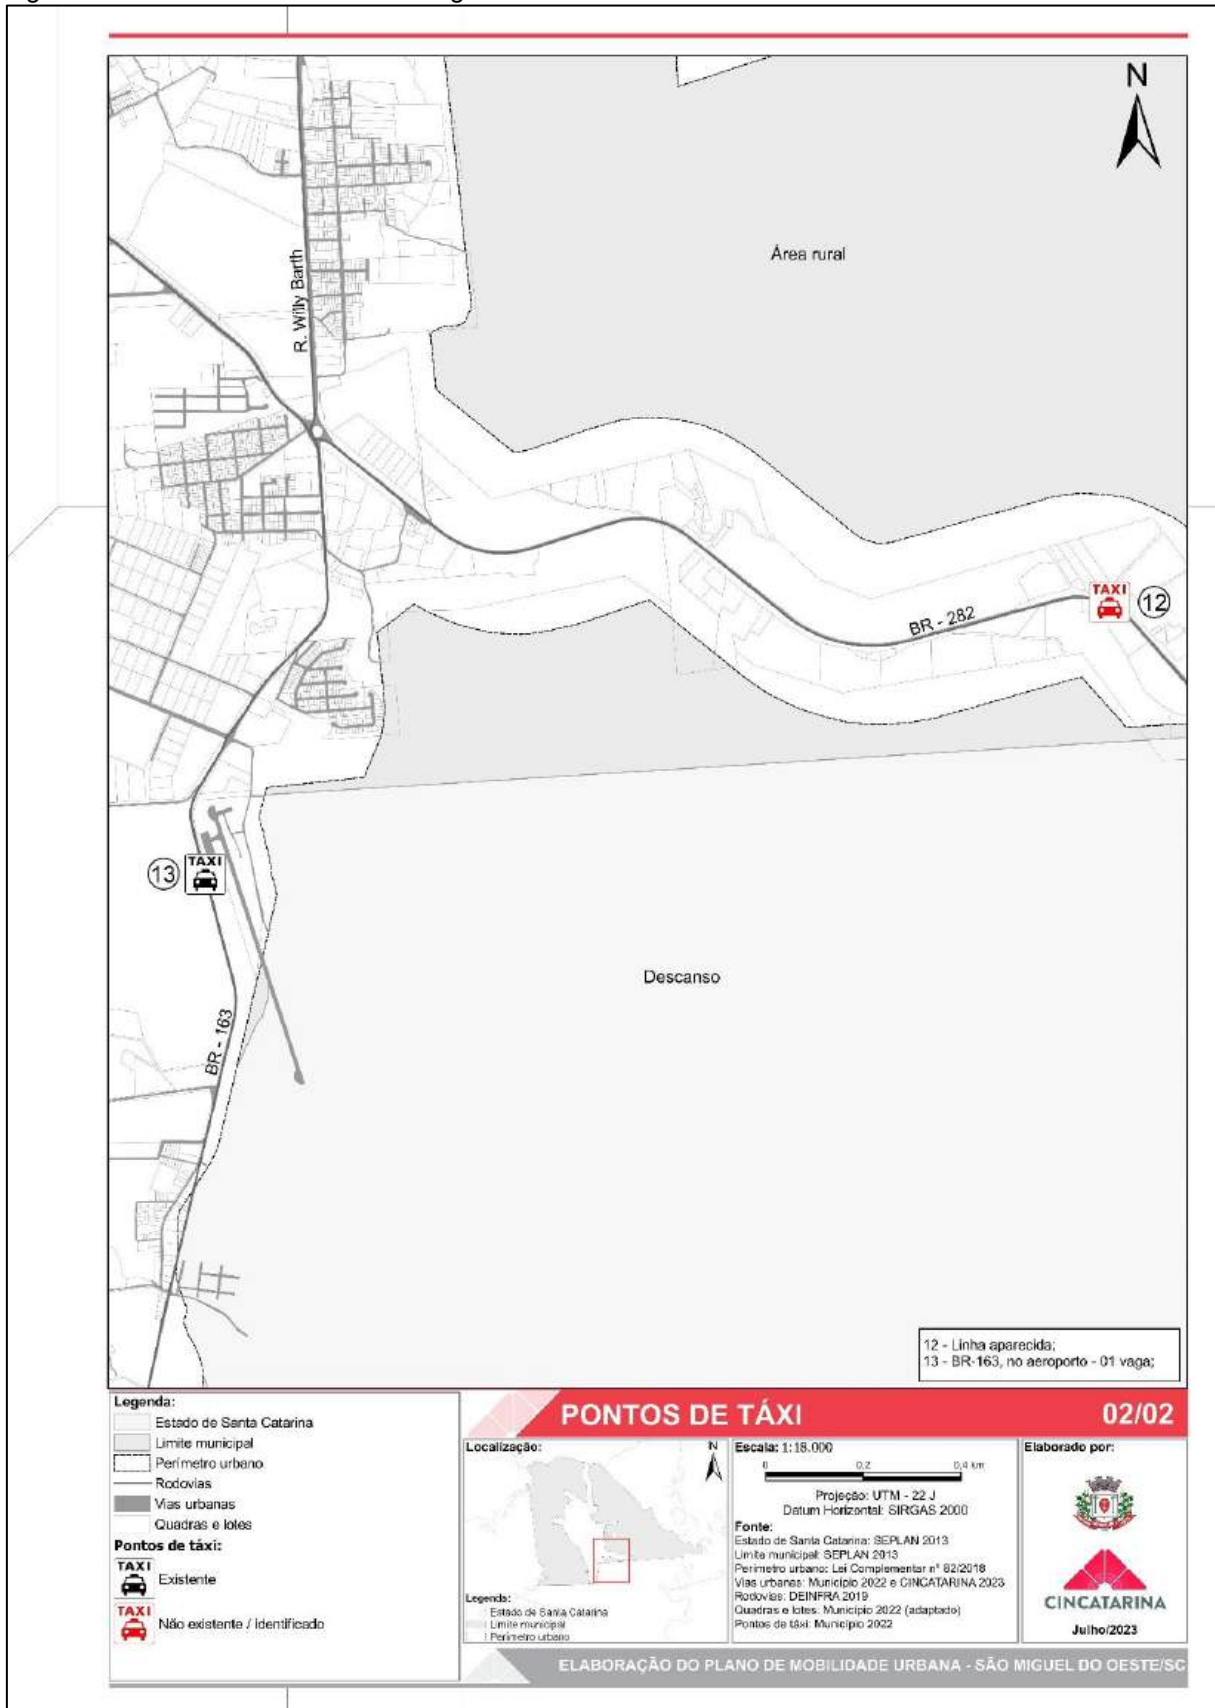 N
Área rural
R. Willy Barth
TAXI
12
BR - 282
13
TAXI
Descanso
BR - 163
12 - Linha aparecida;
13 - BR-163, no aeroporto - 01 vaga;
Legenda:
Estado de Santa Catarina
Limite municipal
Perímetro urbano
Rodovias
Vias urbanas
Quadras e lotes
Pontos de táxi:
TAXI
Existente
TAXI
Não existente / identificado
PONTOS DE TÁXI
02/02
Localização:
N
Legenda:
Estado de Santa Catarina
Limite municipal
Perímetro urbano
Escala: 1:18.000
0 0,2 0,4 km
Projeção: UTM - 22 J
Datum Horizontal: SIRGAS 2000
Fonte:
Estado de Santa Catarina: SEPLAN 2013
Limite municipal: SEPLAN 2013
Perímetro urbano: Lei Complementar nº 82/2018
Vias urbanas: Município 2022 e CINCATARINA 2023
Rodovias: DEINFRA 2019
Quadras e lotes: Município 2022 (adaptado)
Pontos de táxi: Município 2022
Elaborado por:
CINCATARINA
Julho/2023
ELABORAÇÃO DO PLANO DE MOBILIDADE URBANA - SÃO MIGUEL DO OESTE/SC